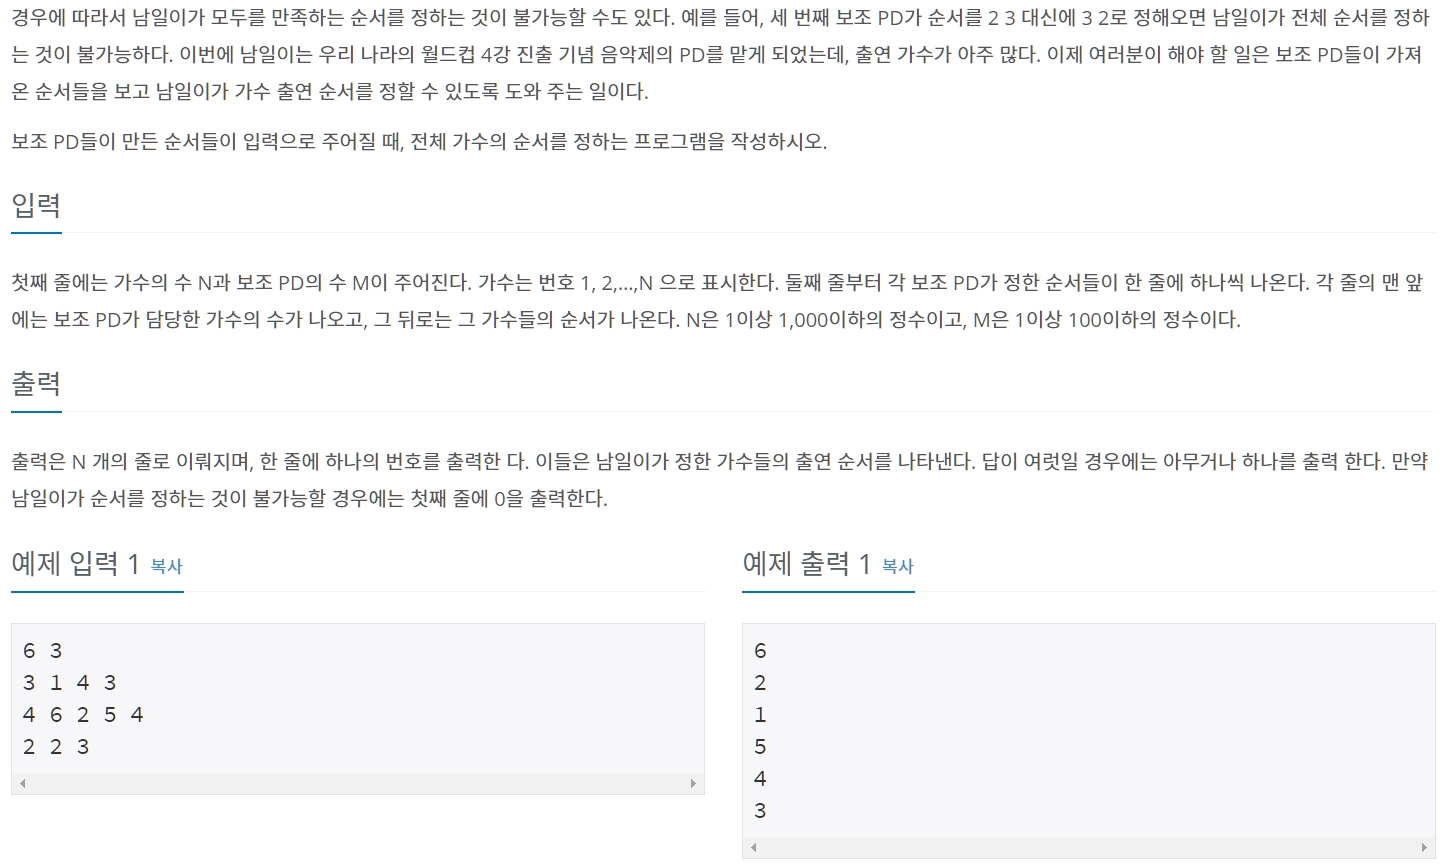 경우에 따라서 남일이가 모두를 만족하는 순서를 정하는 것이 불가능할 수도 있다. 예를 들어, 세 번째 보조 PD가 순서를 2 3 대신에 3 2로 정해오면 남일이가 전체 순서를 정하
는 것이 불가능하다. 이번에 남일이는 우리 나라의 월드컵 4강 진출 기념 음악제의 PD를 맡게 되었는데, 출연 가수가 아주 많다. 이제 여러분이 해야 할 일은 보조 PD들이 가져
온 순서들을 보고 남일이가 가수 출연 순서를 정할 수 있도록 도와 주는 일이다.
보조 PD들이 만든 순서들이 입력으로 주어질 때, 전체 가수의 순서를 정하는 프로그램을 작성하시오.
입력
첫째 줄에는 가수의 수 N과 보조 PD의 수 M이 주어진다. 가수는 번호 1, 2,...,N 으로 표시한다. 둘째 줄부터 각 보조 PD가 정한 순서들이 한 줄에 하나씩 나온다. 각 줄의 맨 앞
에는 보조 PD가 담당한 가수의 수가 나오고, 그 뒤로는 그 가수들의 순서가 나온다. N은 1이상 1,000이하의 정수이고, M은 1이상 100이하의 정수이다.
출력
출력은 N 개의 줄로 이뤄지며, 한 줄에 하나의 번호를 출력한 다. 이들은 남일이가 정한 가수들의 출연 순서를 나타낸다. 답이 여럿일 경우에는 아무거나 하나를 출력 한다. 만약
남일이가 순서를 정하는 것이 불가능할 경우에는 첫째 줄에 0을 출력한다.
예제 입력 1 복사
6 3
3 1 4 3
4 6 2 5 4
2 2 3
예제 출력 1 복사
6
2
1
5
4
3